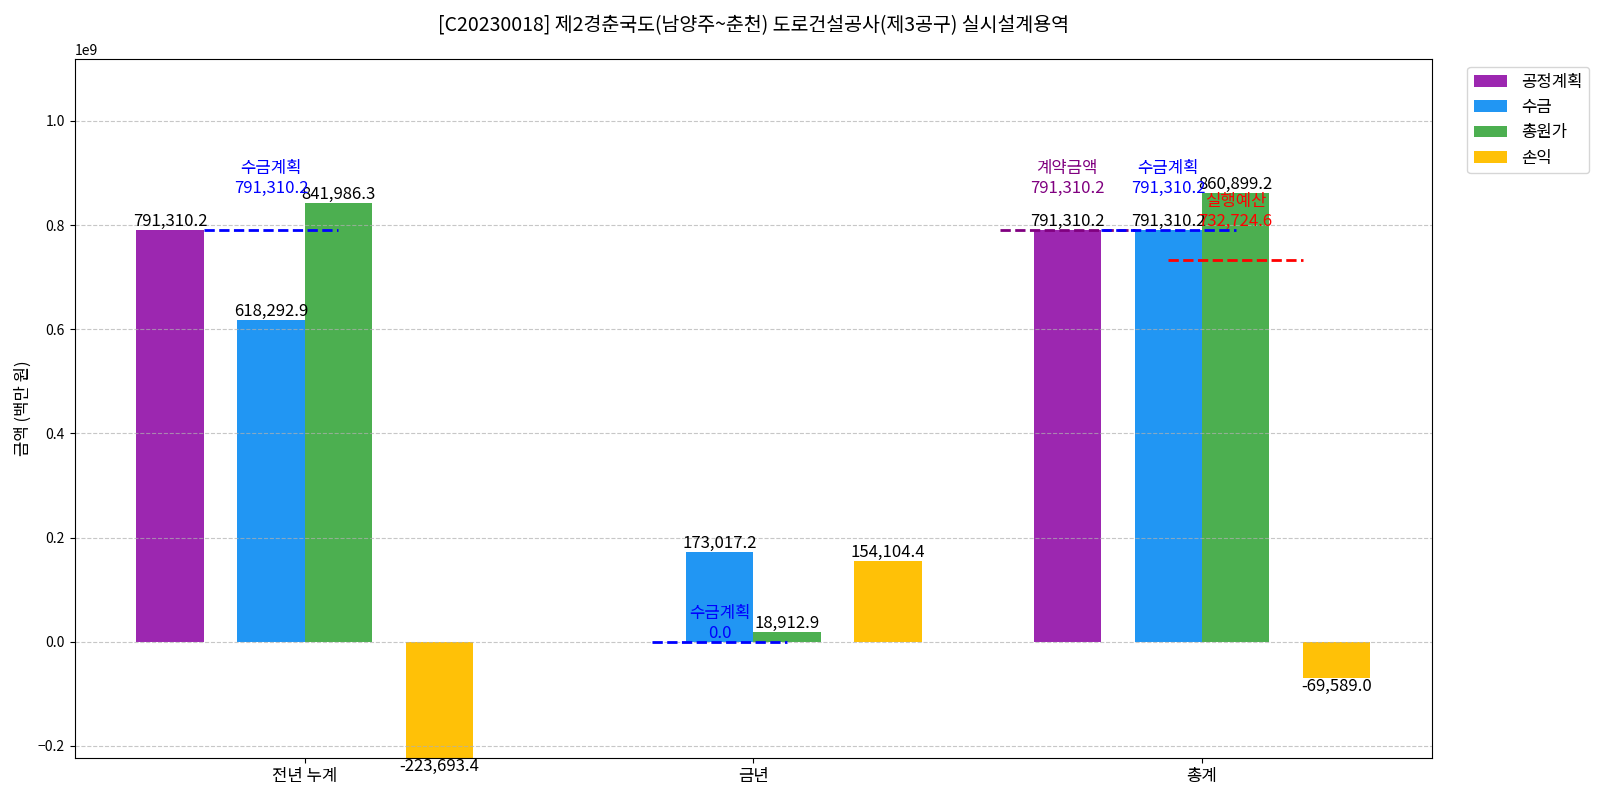 [C20230018] 제2경춘국도(남양주~춘천) 도로건설공사(제3공구) 실시설계용역
1e9
공정계획
수금
총원가
손익
금액 (백만 원)
1.0
0.8
0.6
0.4
0.2
0.0
−0.2
791,310.2
수금계획
791,310.2
618,292.9
841,986.3
-223,693.4
173,017.2
수금계획
0.0
18,912.9
154,104.4
계약금액
791,310.2
791,310.2
수금계획
791,310.2
791,310.2
860,899.2
실행예산
732,724.6
-69,589.0
전년 누계
금년
총계